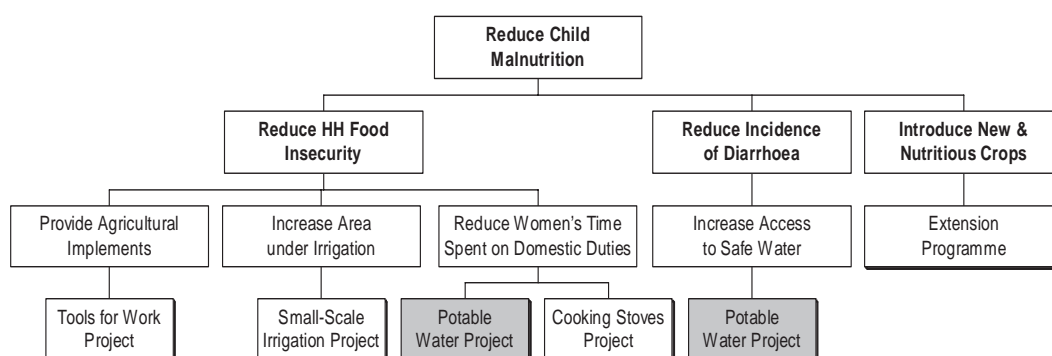 Reduce Child
Malnutrition
Reduce HH Food
Insecurity
Reduce Incidence
of Diarrhoea
Introduce New &
Nutritious Crops
Provide Agricultural
Implements
Increase Area
under Irrigation
Reduce Women's Time
Spent on Domestic Duties
Increase Access
to Safe Water
Extension
Programme
Tools for Work
Project
Small-Scale
Irrigation Project
Potable
Water Project
Cooking Stoves
Project
Potable
Water Project